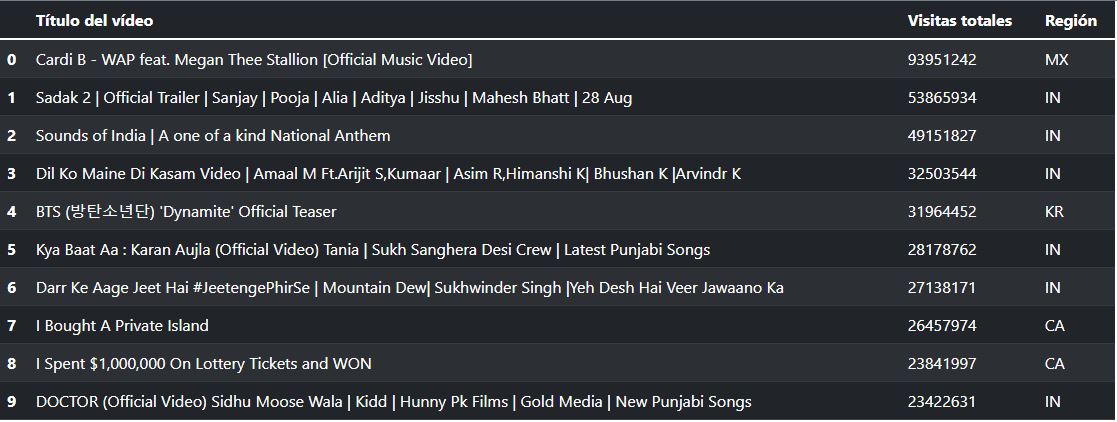 Título del vídeo Visitas totales Región
0 Cardi B - WAP feat. Megan Thee Stallion [Official Music Video] 93951242 MX
1 Sadak 2 | Official Trailer | Sanjay | Pooja | Alia | Aditya | Jisshu | Mahesh Bhatt | 28 Aug 53865934 IN
2 Sounds of India | A one of a kind National Anthem 49151827 IN
3 Dil Ko Maine Di Kasam Video | Amaal M Ft.Arijit S,Kumaar | Asim R,Himanshi K| Bhushan K |Arvindr K 32503544 IN
4 BTS (방탄소년단) 'Dynamite' Official Teaser 31964452 KR
5 Kya Baat Aa : Karan Aujla (Official Video) Tania | Sukh Sanghera Desi Crew | Latest Punjabi Songs 28178762 IN
6 Darr Ke Aage Jeet Hai #JeetengePhirSe | Mountain Dew| Sukhwinder Singh |Yeh Desh Hai Veer Jawaano Ka 27138171 IN
7 I Bought A Private Island 26457974 CA
8 I Spent $1,000,000 On Lottery Tickets and WON 23841997 CA
9 DOCTOR (Official Video) Sidhu Moose Wala | Kidd | Hunny Pk Films | Gold Media | New Punjabi Songs 23422631 IN